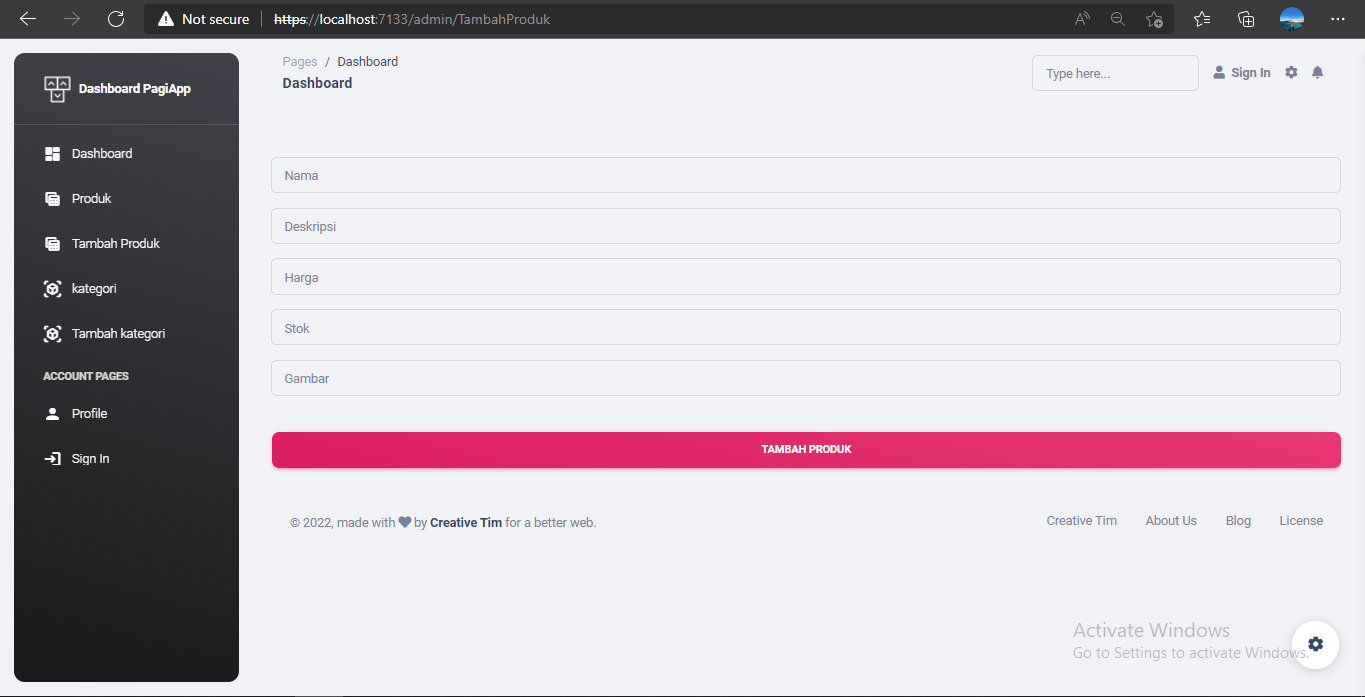 Not secure
https://localhost:7133/admin/TambahProduk
Dashboard PagiApp
Dashboard
Produk
Tambah Produk
kategori
Tambah kategori
ACCOUNT PAGES
Profile
Sign In
Pages / Dashboard
Dashboard
Type here...
Sign In
Nama
Deskripsi
Harga
Stok
Gambar
TAMBAH PRODUK
© 2022, made with by Creative Tim for a better web.
Creative Tim
About Us
Blog
License
Activate Windows
Go to Settings to activate Windows.